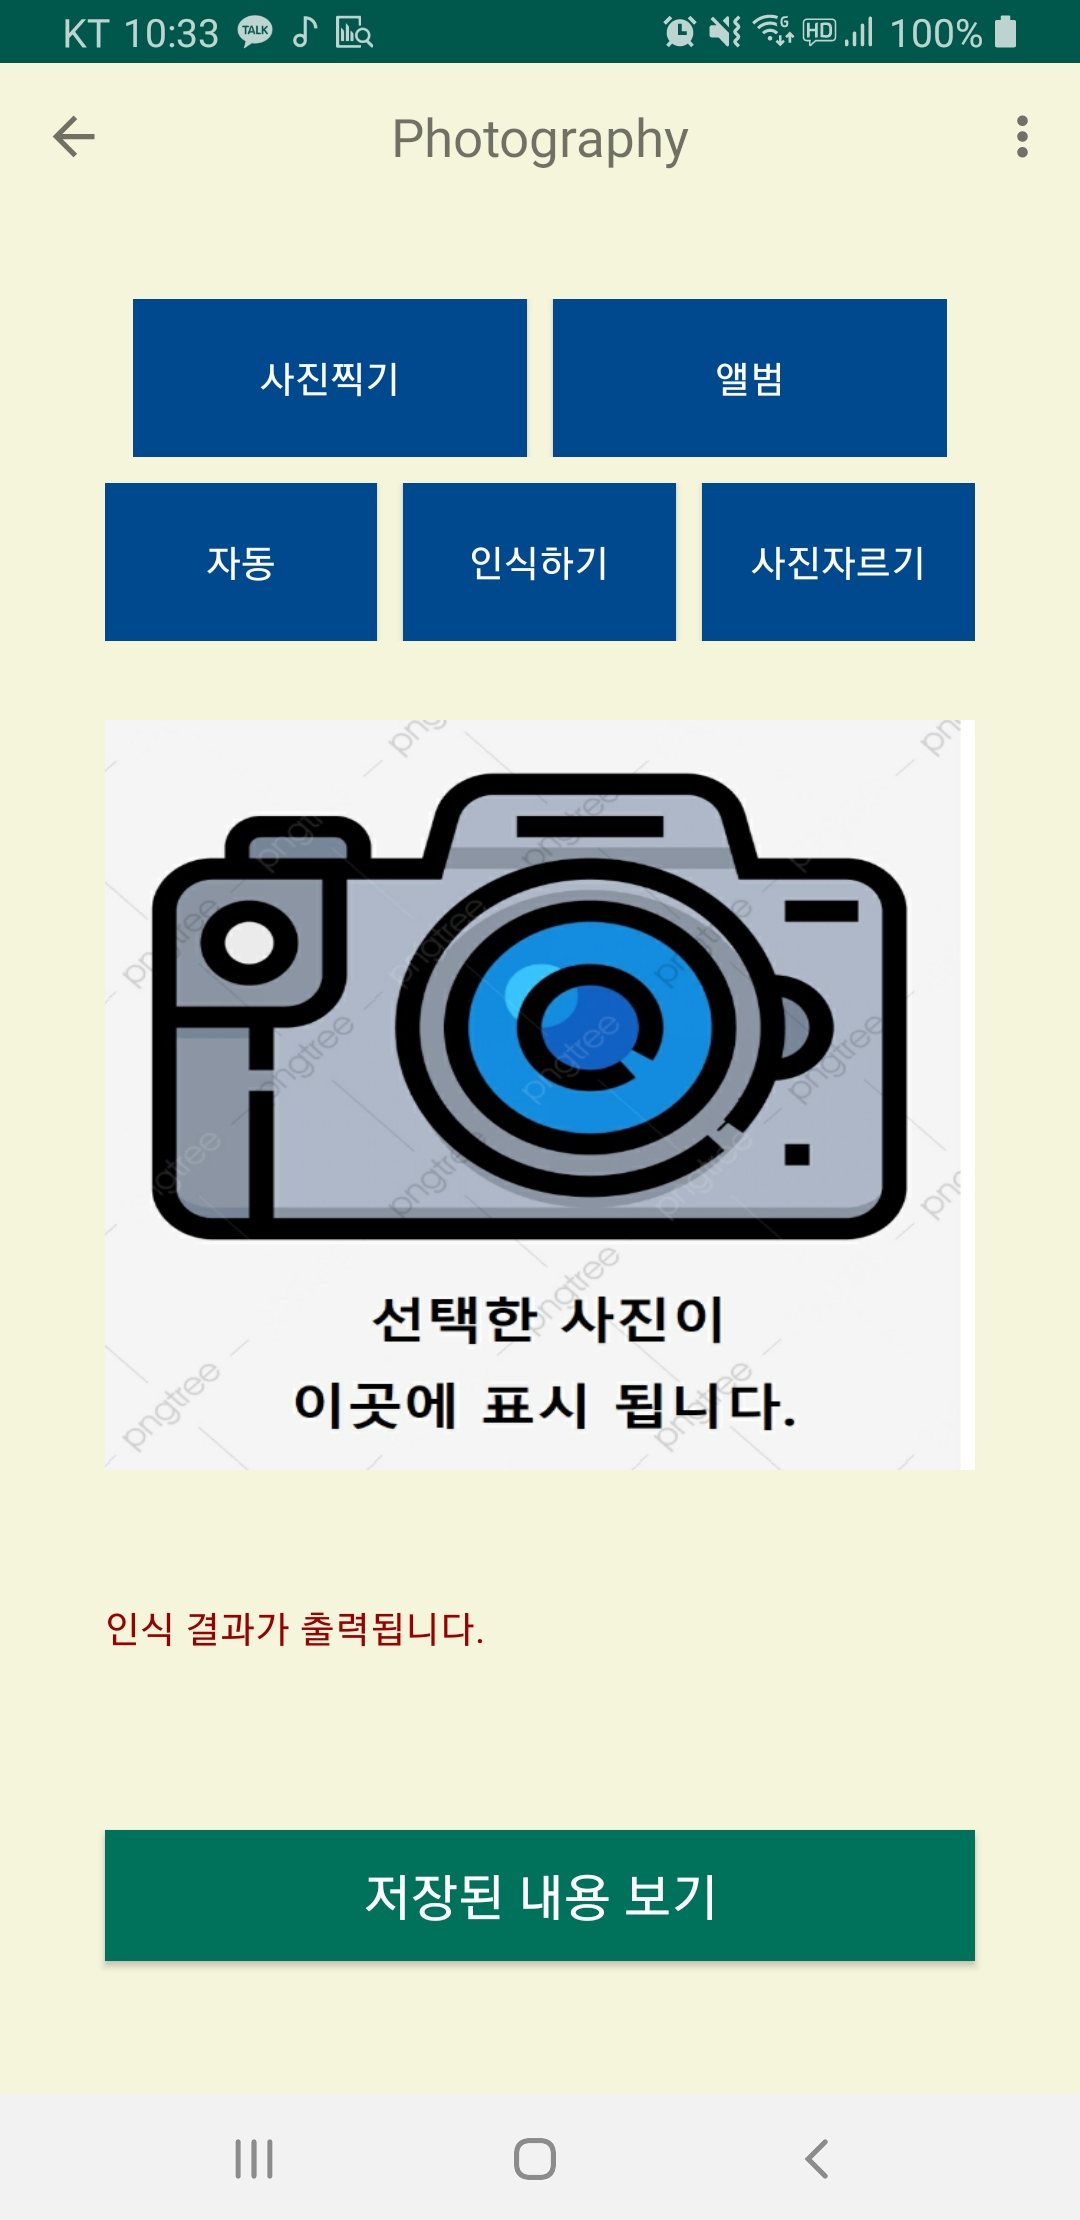 KT 10:33 TALK HD 100%
Photography
사진찍기 앨범
자동 인식하기 사진자르기
선택한 사진이
이곳에 표시 됩니다.
인식 결과가 출력됩니다.
저장된 내용 보기